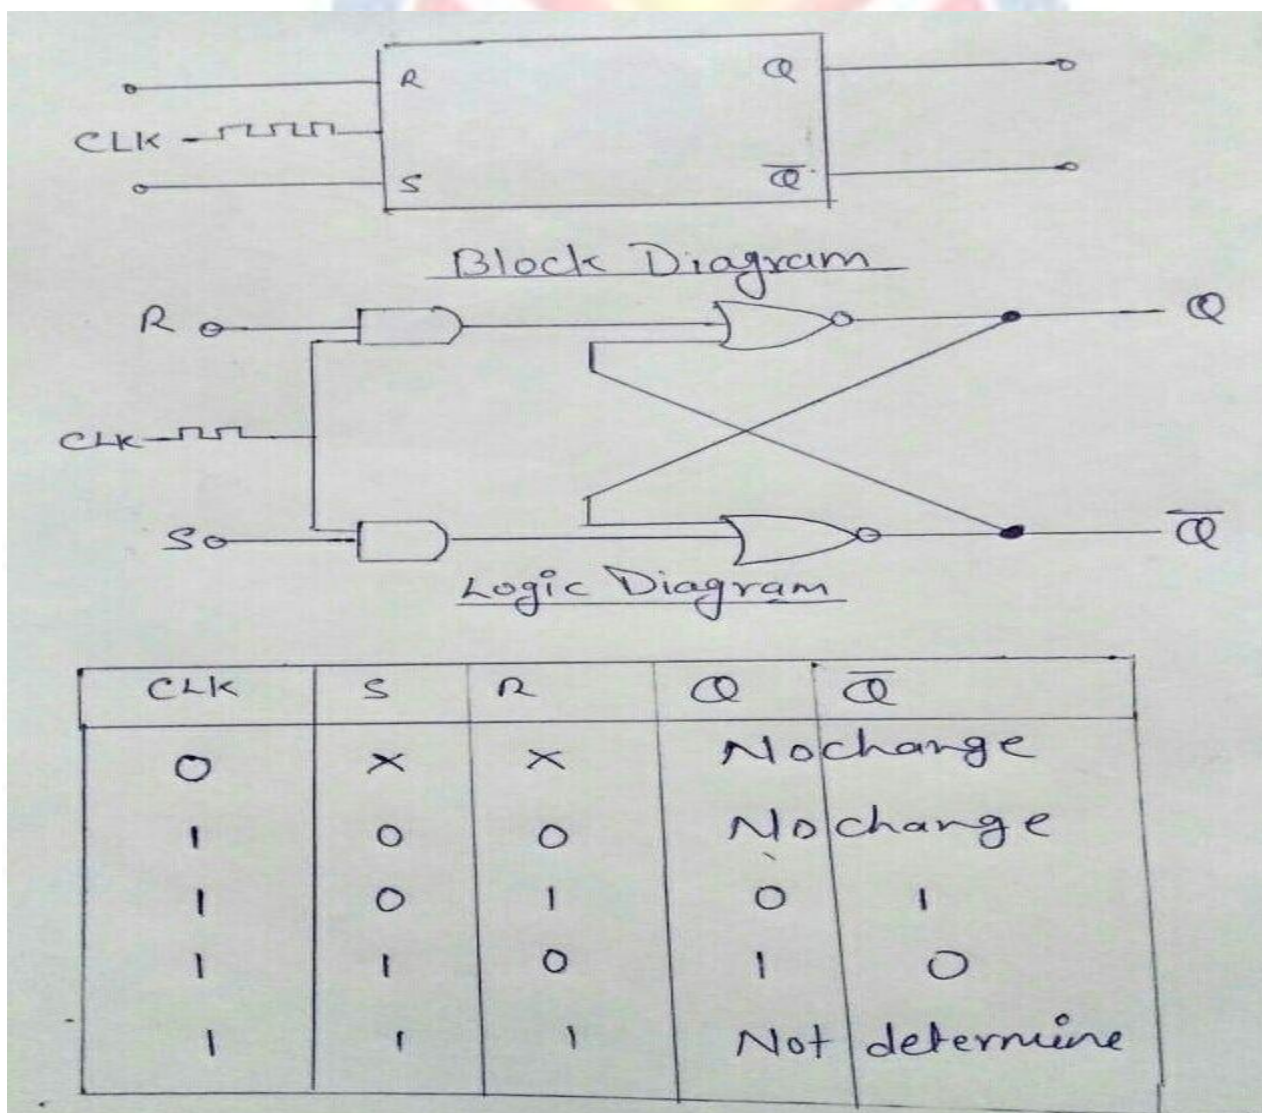 R Q
CLK
S Q̅
Block Diagram
R Q
CLK
S Q̅
Logic Diagram
CLK S R Q Q̅
0 X X No change
1 0 0 No change
1 0 1 0 1
1 1 0 1 0
1 1 1 Not determine